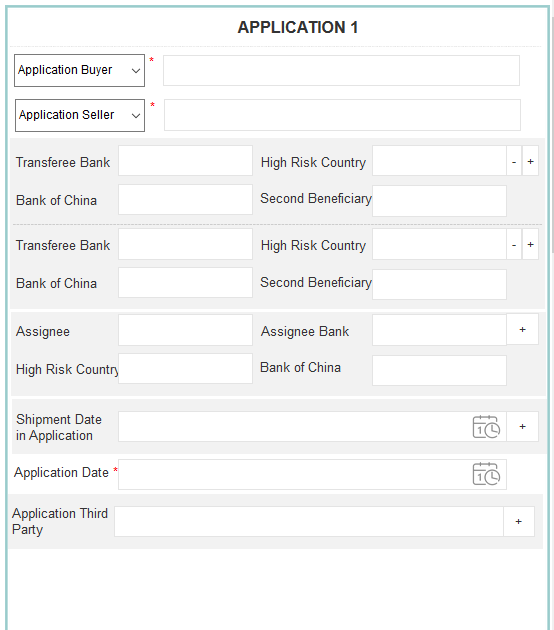 APPLICATION 1
Application Buyer *
Application Seller *
Transferee Bank High Risk Country - +
Bank of China Second Beneficiary
Transferee Bank High Risk Country - +
Bank of China Second Beneficiary
Assignee Assignee Bank +
High Risk Country Bank of China
Shipment Date
in Application 1 +
Application Date * 1
Application Third
Party +